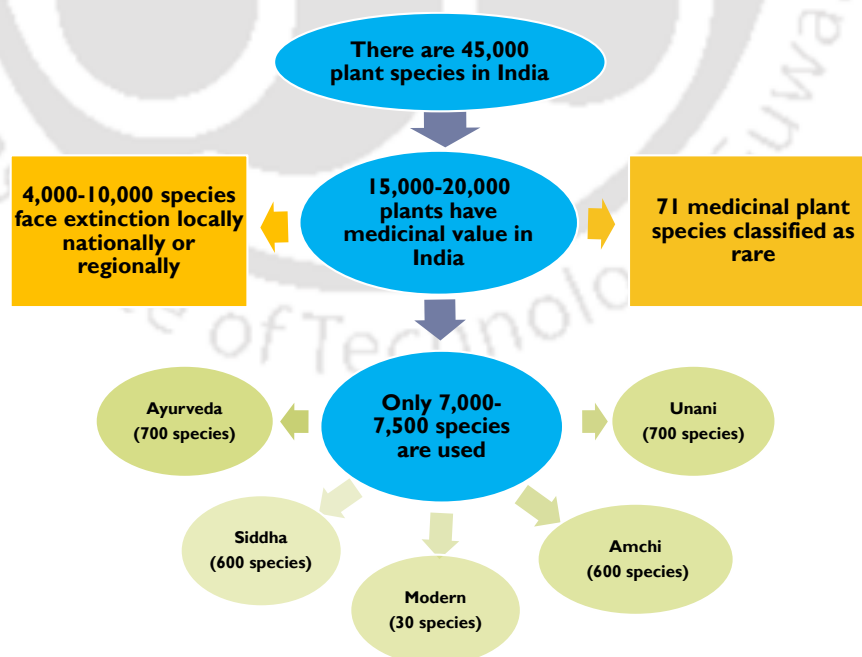 There are 45,000
plant species in India
4,000-10,000 species
face extinction locally
nationally or
regionally
15,000-20,000
plants have
medicinal value in
India
71 medicinal plant
species classified as
rare
of Technolo
Only 7,000-
7,500 species
are used
Ayurveda
(700 species)
Unani
(700 species)
Siddha
(600 species)
Amchi
(600 species)
Modern
(30 species)